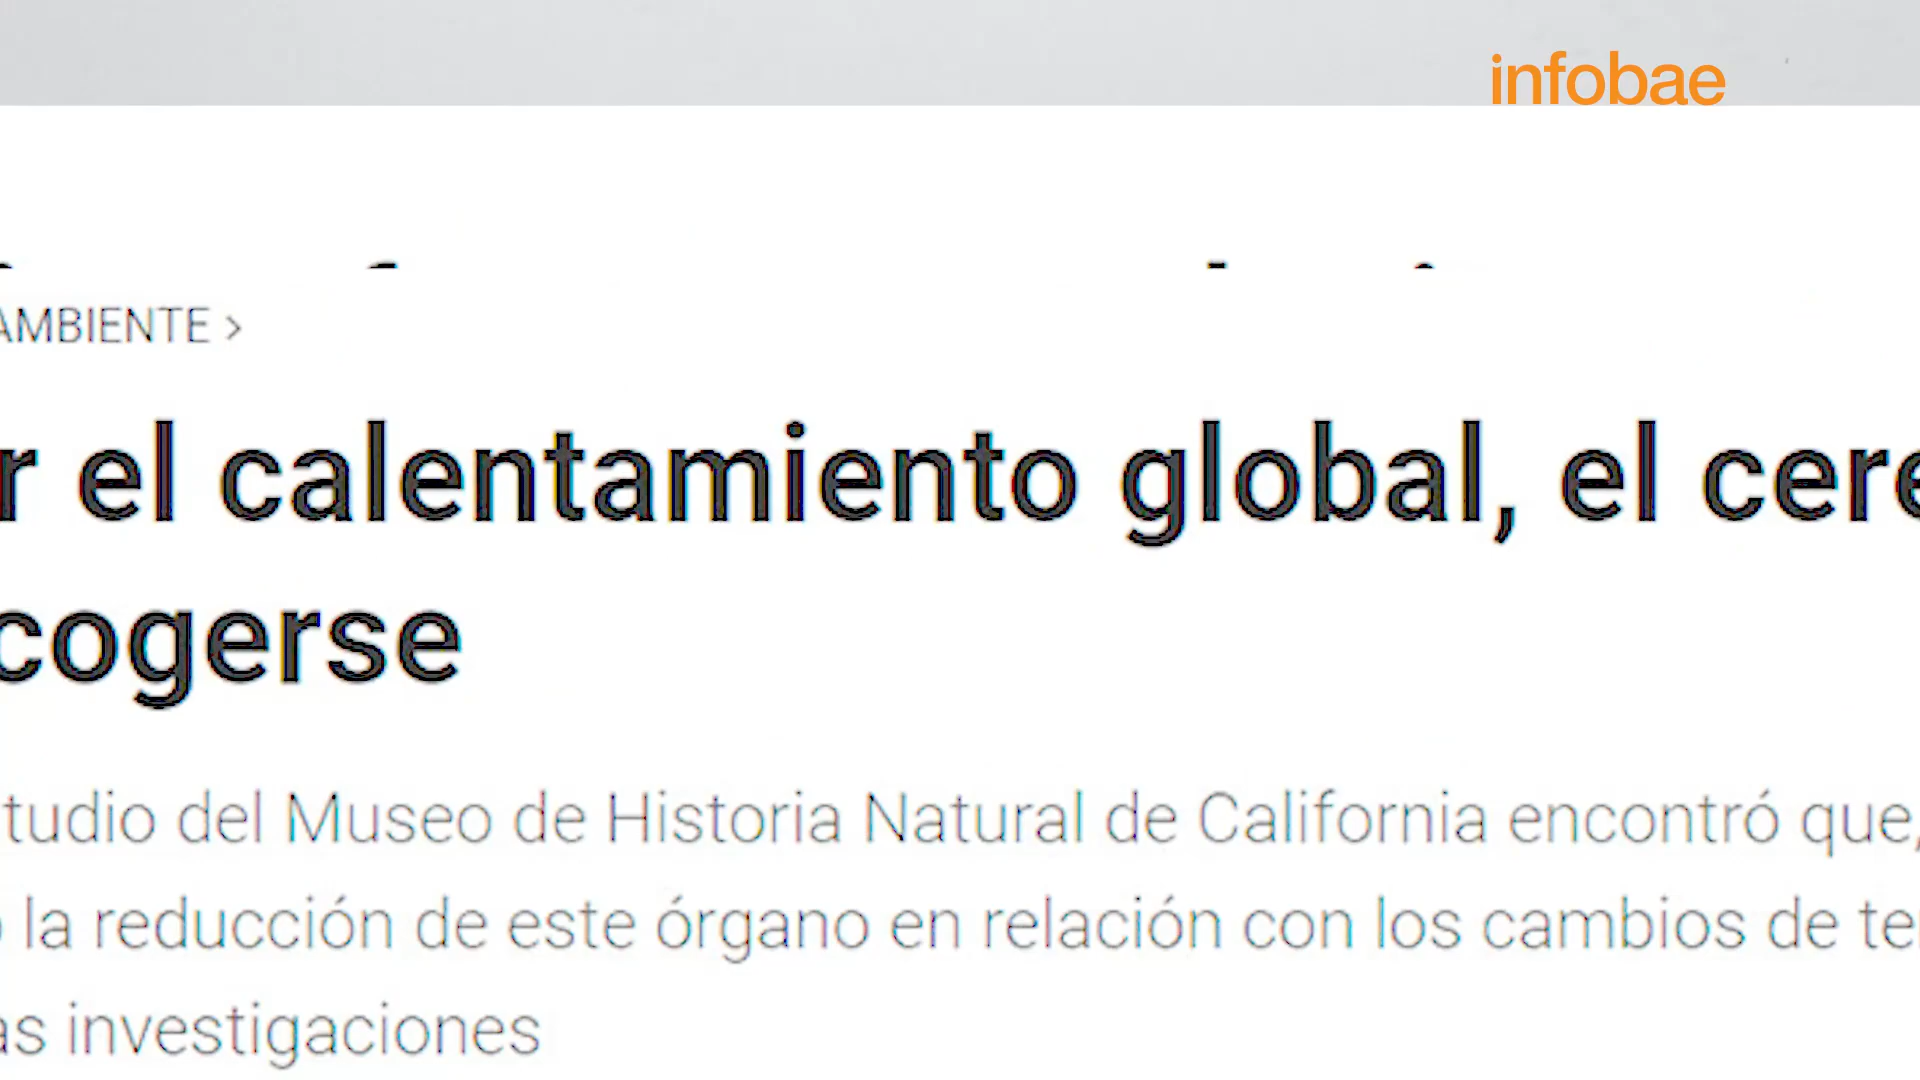 infobae
AMBIENTE >
r el calentamiento global, el cere
cogerse
tudio del Museo de Historia Natural de California encontró que,
la reducción de este órgano en relación con los cambios de te
as investigaciones